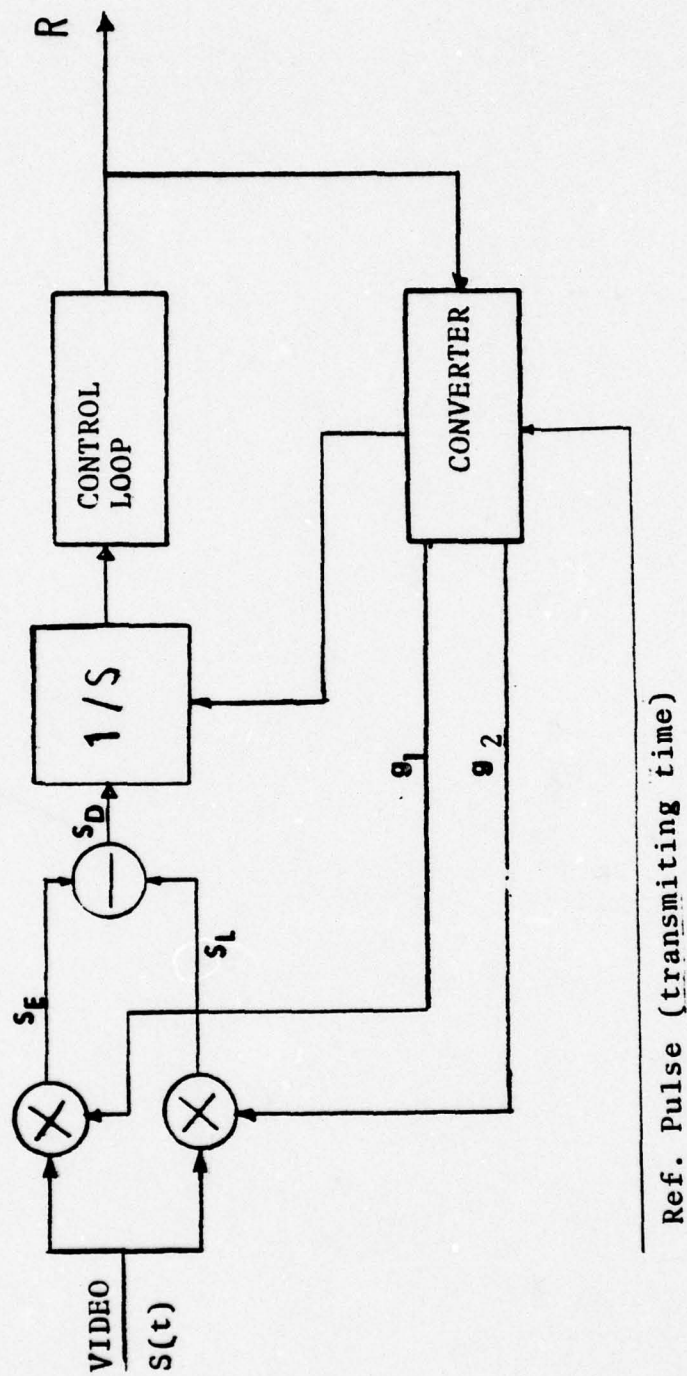 VIDEO
S(t)
S_E
S_L
S_D
1/S
CONTROL
LOOP
R
g_1
g_2
CONVERTER
Ref. Pulse (transmiting time)